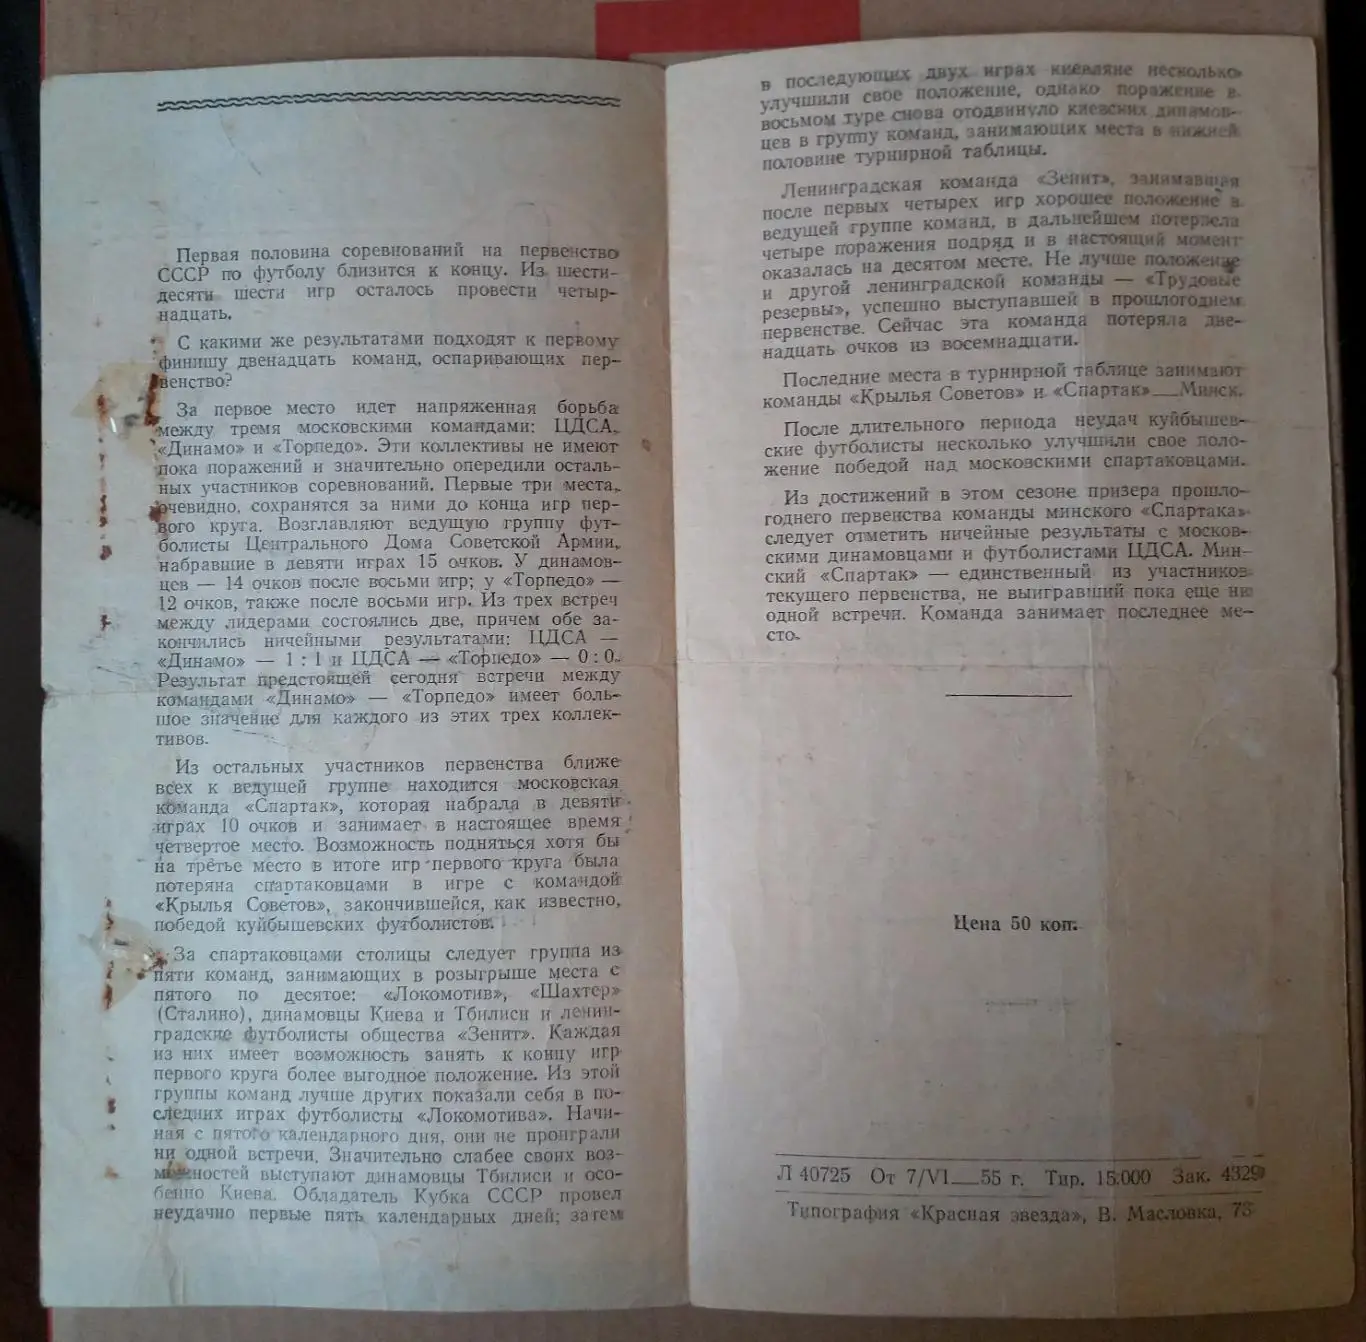 Первая половина соревнований на первенство
СССР по футболу близится к концу. Из шести-
десяти шести игр осталось провести четыр-
надцать.
С какими же результатами подходят к первому
финишу двенадцать команд, оспаривающих пер-
венство?
За первое место идет напряженная борьба
между тремя московскими командами: ЦДСА,
«Динамо» и «Торпедо». Эти коллективы не имеют
пока поражений и значительно опередили осталь-
ных участников соревнований. Первые три места,
очевидно, сохранятся за ними до конца игр пер-
вого круга. Возглавляют ведущую группу фут-
болисты Центрального Дома Советской Армии,
набравшие в девяти играх 15 очков. У динамов-
цев — 14 очков после восьми игр; у «Торпедо» —
12 очков, также после восьми игр. Из трех встреч
между лидерами состоялись две, причем обе за-
кончились ничейными результатами: ЦДСА —
«Динамо» — 1 : 1 и ЦДСА — «Торпедо» — 0 : 0.
Результат предстоящей сегодня встречи между
командами «Динамо» — «Торпедо» имеет боль-
шое значение для каждого из этих трех коллек-
тивов.
Из остальных участников первенства ближе
всех к ведущей группе находится московская
команда «Спартак», которая набрала в девяти
играх 10 очков и занимает в настоящее время
четвертое место. Возможность подняться хотя бы
на третье место в итоге игр первого круга была
потеряна спартаковцами в игре с командой
«Крылья Советов», закончившейся, как известно,
победой куйбышевских футболистов.
За спартаковцами столицы следует группа из
пяти команд, занимающих в розыгрыше места с
пятого по десятое: «Локомотив», «Шахтер»
(Сталино), динамовцы Киева и Тбилиси и ленин-
градские футболисты общества «Зенит». Каждая
из них имеет возможность занять к концу игр
первого круга более выгодное положение. Из этой
группы команд лучше других показали себя в по-
следних играх футболисты «Локомотива». Начи-
ная с пятого календарного дня, они не проиграли
ни одной встречи. Значительно слабее своих воз-
можностей выступают динамовцы Тбилиси и осо-
бенно Киева. Обладатель Кубка СССР провел
неудачно первые пять календарных дней; затем
в последующих двух играх киевляне несколько
улучшили свое положение, однако поражение в
восьмом туре снова отодвинуло киевских динамов-
цев в группу команд, занимающих места в нижней
половине турнирной таблицы.
Ленинградская команда «Зенит», занимавшая
после первых четырех игр хорошее положение в
ведущей группе команд, в дальнейшем потерпела
четыре поражения подряд и в настоящий момент
оказалась на десятом месте. Не лучше положение
и другой ленинградской команды — «Трудовые
резервы», успешно выступавшей в прошлогоднем
первенстве. Сейчас эта команда потеряла две-
надцать очков из восемнадцати.
Последние места в турнирной таблице занимают
команды «Крылья Советов» и «Спартак» — Минск.
После длительного периода неудач куйбышев-
ские футболисты несколько улучшили свое поло-
жение победой над московскими спартаковцами.
Из достижений в этом сезоне призера прошло-
годнего первенства команды минского «Спартака»
следует отметить ничейные результаты с москов-
скими динамовцами и футболистами ЦДСА. Мин-
ский «Спартак» — единственный из участников
текущего первенства, не выигравший пока еще ни
одной встречи. Команда занимает последнее ме-
сто.
Цена 50 коп.
Л 40725 От 7/VI — 55 г. Тир. 15.000 Зак. 4329
Типография «Красная звезда», В. Масловка, 73